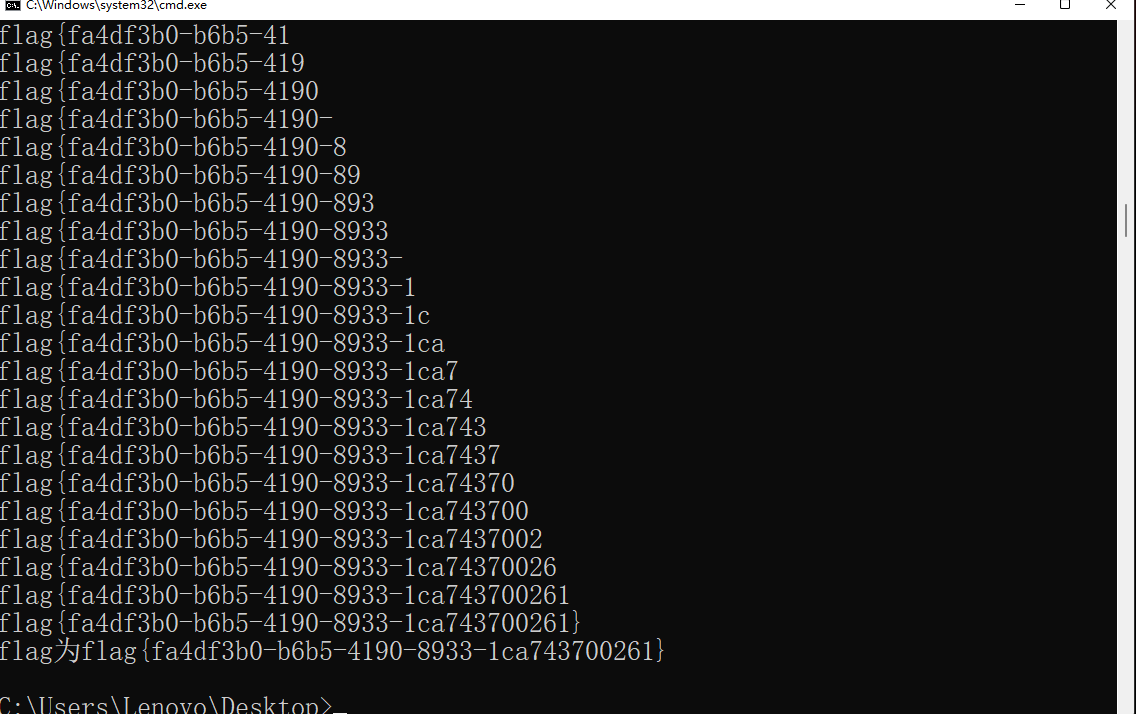 C:\Windows\system32\cmd.exe
flag{fa4df3b0-b6b5-41
flag{fa4df3b0-b6b5-419
flag{fa4df3b0-b6b5-4190
flag{fa4df3b0-b6b5-4190-
flag{fa4df3b0-b6b5-4190-8
flag{fa4df3b0-b6b5-4190-89
flag{fa4df3b0-b6b5-4190-893
flag{fa4df3b0-b6b5-4190-8933
flag{fa4df3b0-b6b5-4190-8933-
flag{fa4df3b0-b6b5-4190-8933-1
flag{fa4df3b0-b6b5-4190-8933-1c
flag{fa4df3b0-b6b5-4190-8933-1ca
flag{fa4df3b0-b6b5-4190-8933-1ca7
flag{fa4df3b0-b6b5-4190-8933-1ca74
flag{fa4df3b0-b6b5-4190-8933-1ca743
flag{fa4df3b0-b6b5-4190-8933-1ca7437
flag{fa4df3b0-b6b5-4190-8933-1ca74370
flag{fa4df3b0-b6b5-4190-8933-1ca743700
flag{fa4df3b0-b6b5-4190-8933-1ca7437002
flag{fa4df3b0-b6b5-4190-8933-1ca74370026
flag{fa4df3b0-b6b5-4190-8933-1ca743700261
flag{fa4df3b0-b6b5-4190-8933-1ca743700261}
flag为flag{fa4df3b0-b6b5-4190-8933-1ca743700261}
C:\Users\Lenovo\Desktop>_